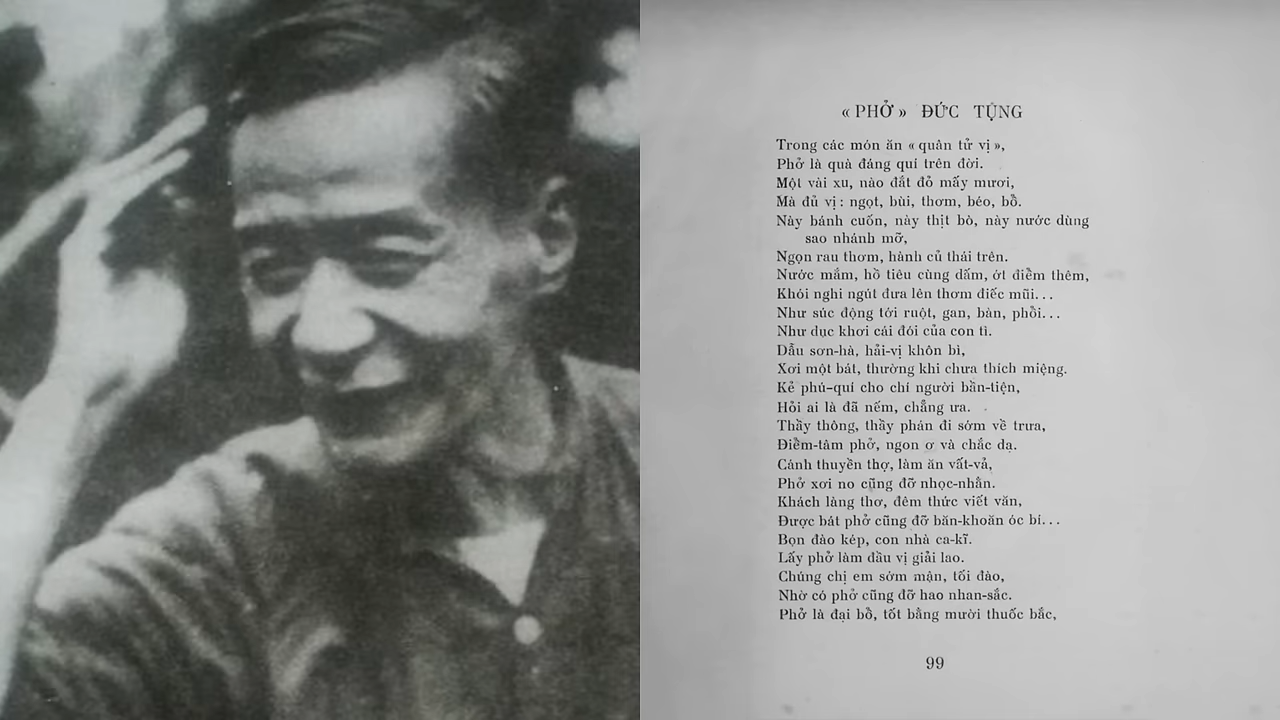 « PHỞ » ĐỨC TỤNG
Trong các món ăn « quân tử vị »,
Phở là quà đáng quí trên đời.
Một vài xu, nào đắt đỏ mấy mươi,
Mà đủ vị : ngọt, bùi, thơm, béo, bổ.
Này bánh cuốn, này thịt bò, này nước dùng
sao nhánh mỡ,
Ngọn rau thơm, hành củ thái trên.
Nước mắm, hồ tiêu cùng dấm, ớt điểm thêm,
Khói nghi ngút đưa lên thơm điếc mũi...
Như súc động tới ruột, gan, bàn, phổi...
Như dục khơi cái đói của con tì.
Dẫu sơn-hà, hải-vị khôn bì,
Xơi một bát, thường khi chưa thích miệng.
Kẻ phú-quí cho chí người bần-tiện,
Hỏi ai là đã nếm, chẳng ưa.
Thầy thông, thầy phán đi sớm về trưa,
Điểm-tâm phở, ngon ơ và chắc dạ.
Cánh thuyền thợ, làm ăn vất-vả,
Phở xơi no cũng đỡ nhọc-nhằn.
Khách làng thơ, đêm thức viết văn,
Được bát phở cũng đỡ băn-khoăn óc bí...
Bọn đào kép, con nhà ca-kĩ.
Lấy phở làm đầu vị giải lao.
Chúng chị em sớm mận, tối đào,
Nhờ có phở cũng đỡ hao nhan-sắc.
Phở là đại bổ, tốt bằng mười thuốc bắc,
99